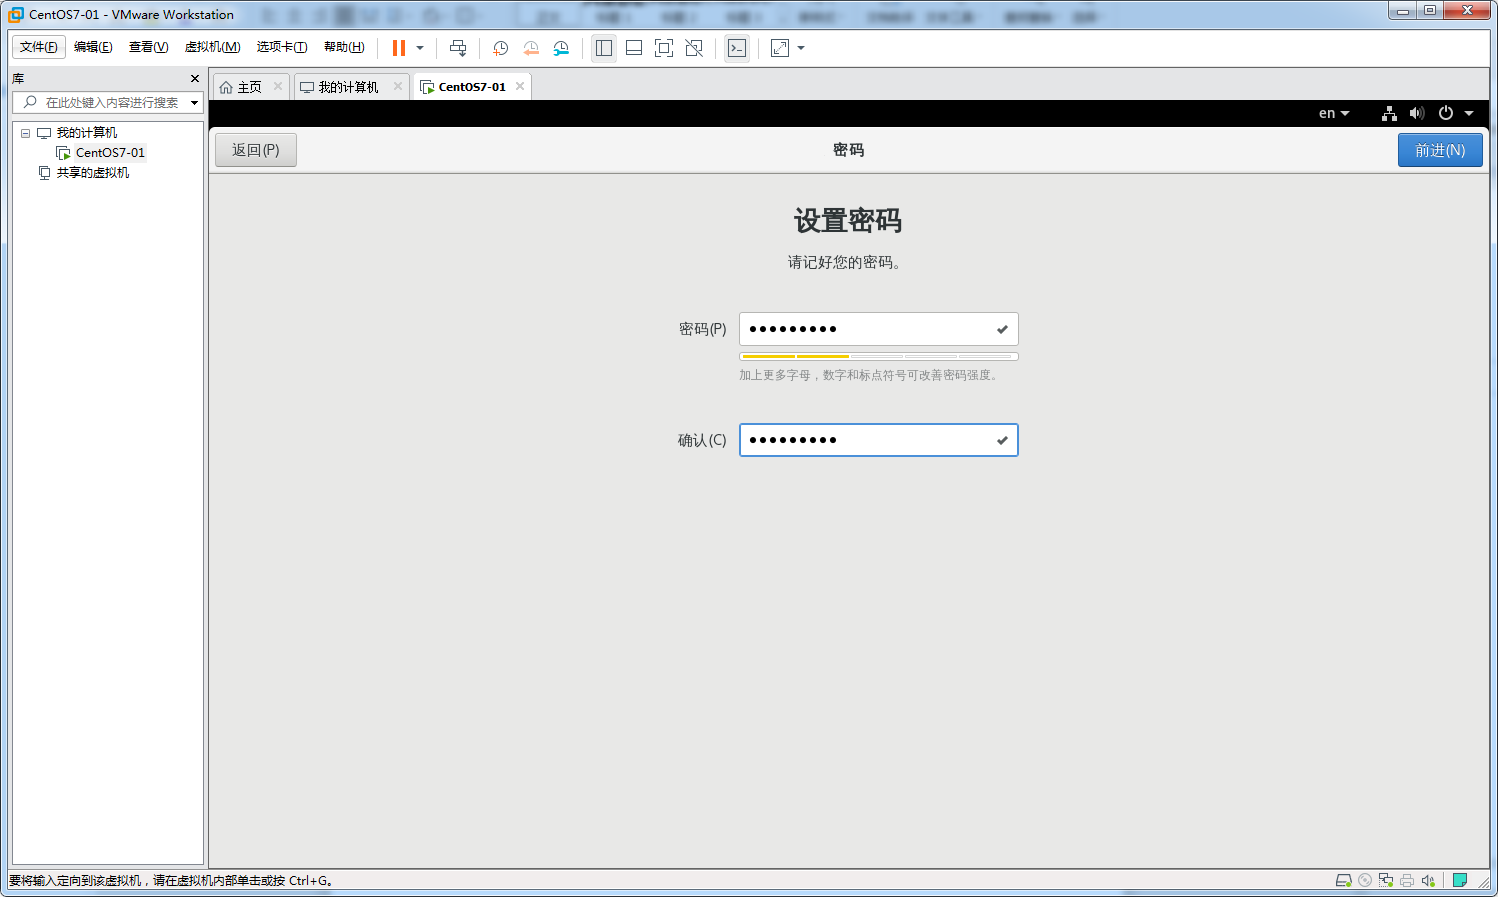 CentOS7-01 - VMware Workstation
文件(F) 编辑(E) 查看(V) 虚拟机(M) 选项卡(T) 帮助(H)
库
主页 我的计算机 CentOS7-01
在此处键入内容进行搜索
en
我的计算机
CentOS7-01
共享的虚拟机
返回(P) 密码 前进(N)
设置密码
请记好您的密码。
密码(P) ●●●●●●●●●
加上更多字母，数字和标点符号可改善密码强度。
确认(C) ●●●●●●●●●
要将输入定向到该虚拟机，请在虚拟机内部单击或按 Ctrl+G。